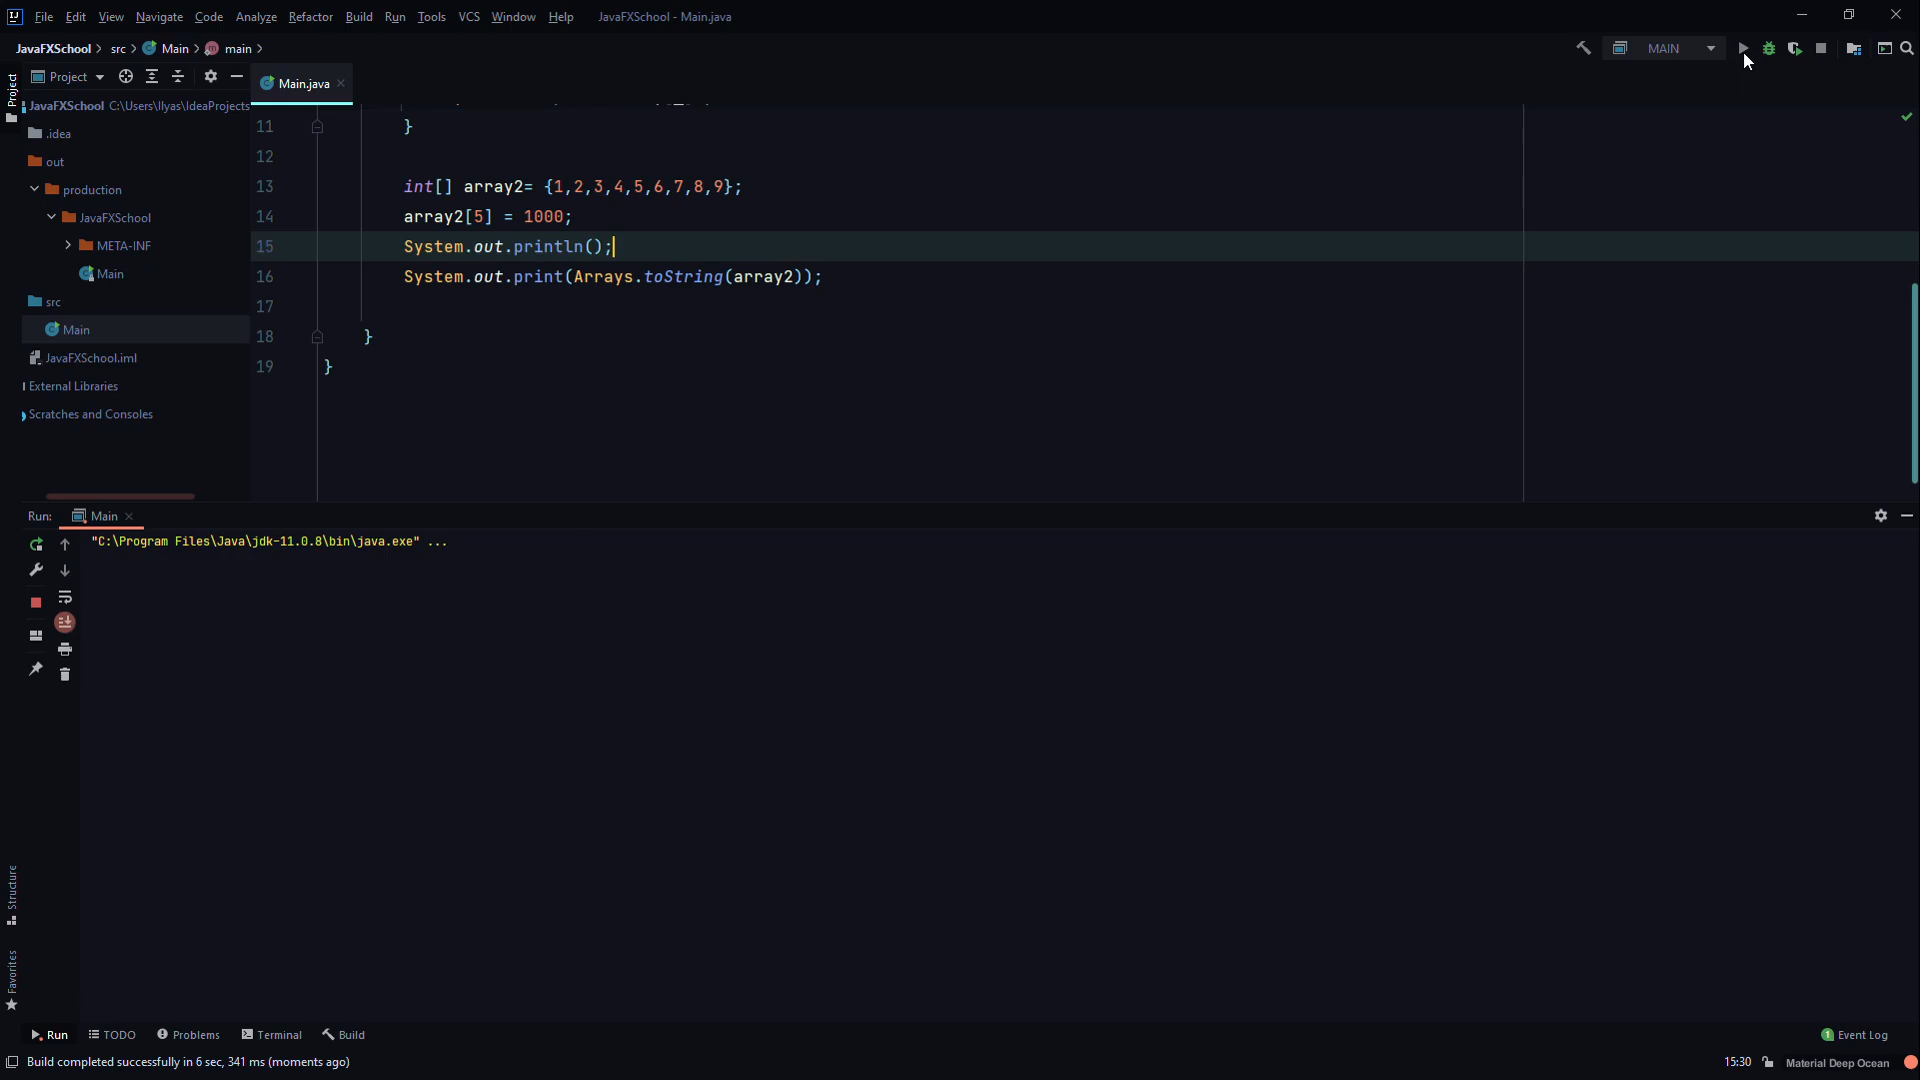 IJ File Edit View Navigate Code Analyze Refactor Build Run Tools VCS Window Help JavaFXSchool - Main.java
JavaFXSchool src Main main MAIN
Project Main.java
Project
JavaFXSchool C:\Users\Ilyas\IdeaProjects
.idea
out
production
JavaFXSchool
META-INF
Main
src
Main
JavaFXSchool.iml
External Libraries
Scratches and Consoles
11 }
12
13 int[] array2= {1,2,3,4,5,6,7,8,9};
14 array2[5] = 1000;
15 System.out.println();
16 System.out.print(Arrays.toString(array2));
17
18 }
19 }
Run: Main
"C:\Program Files\Java\jdk-11.0.8\bin\java.exe" ...
Structure
Favorites
Run TODO Problems Terminal Build 1 Event Log
Build completed successfully in 6 sec, 341 ms (moments ago) 15:30 Material Deep Ocean